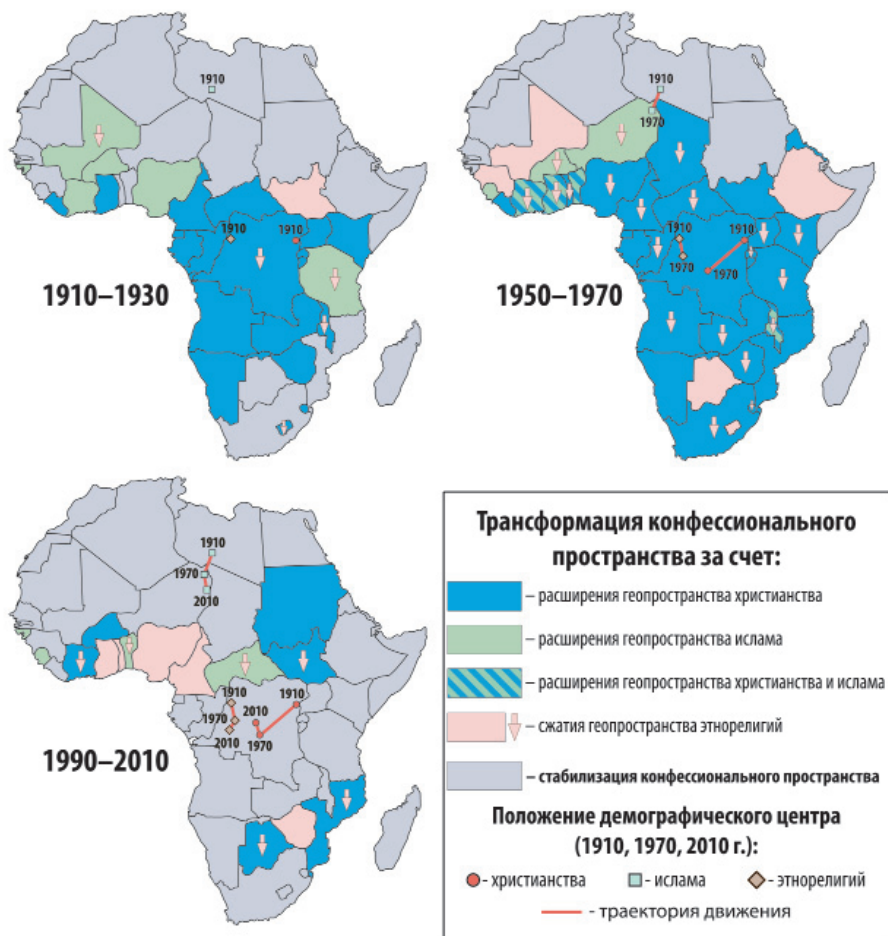 1910
1910
1910
1910–1930
1910
1970
1910
1970
1910
1970
1950–1970
1910
1970
2010
1910
1970
2010
1910
2010
1970
1990–2010
Трансформация конфессионального
пространства за счет:
– расширения геопространства христианства
– расширения геопространства ислама
– расширения геопространства христианства и ислама
– сжатия геопространства этнорелигий
– стабилизация конфессионального пространства
Положение демографического центра
(1910, 1970, 2010 г.):
- христианства - ислама - этнорелигий
- траектория движения